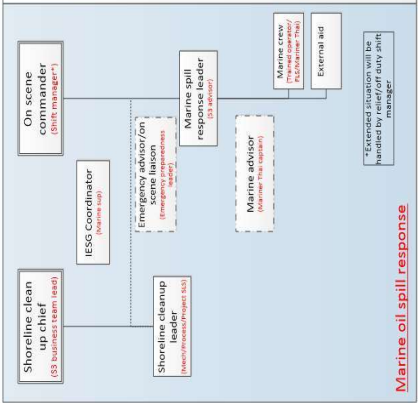 Marine oil spill response
Shoreline clean
up chief
(S3 business team lead)
On scene
commander
(Shift manager*)
IESG Coordinator
(Marine sup)
Emergency advisor/on
scene liaison
(Emergency preparedness
leader)
Shoreline cleanup
leader
(Mech/Process/Project SLS)
Marine spill
response leader
(S3 advisor)
Marine advisor
(Mariner Thai captain)
Marine crew
(Trained operator/
FLS/Mariner Thai)
External aid
*Extended situation will be
handled by relief/off duty shift
manager